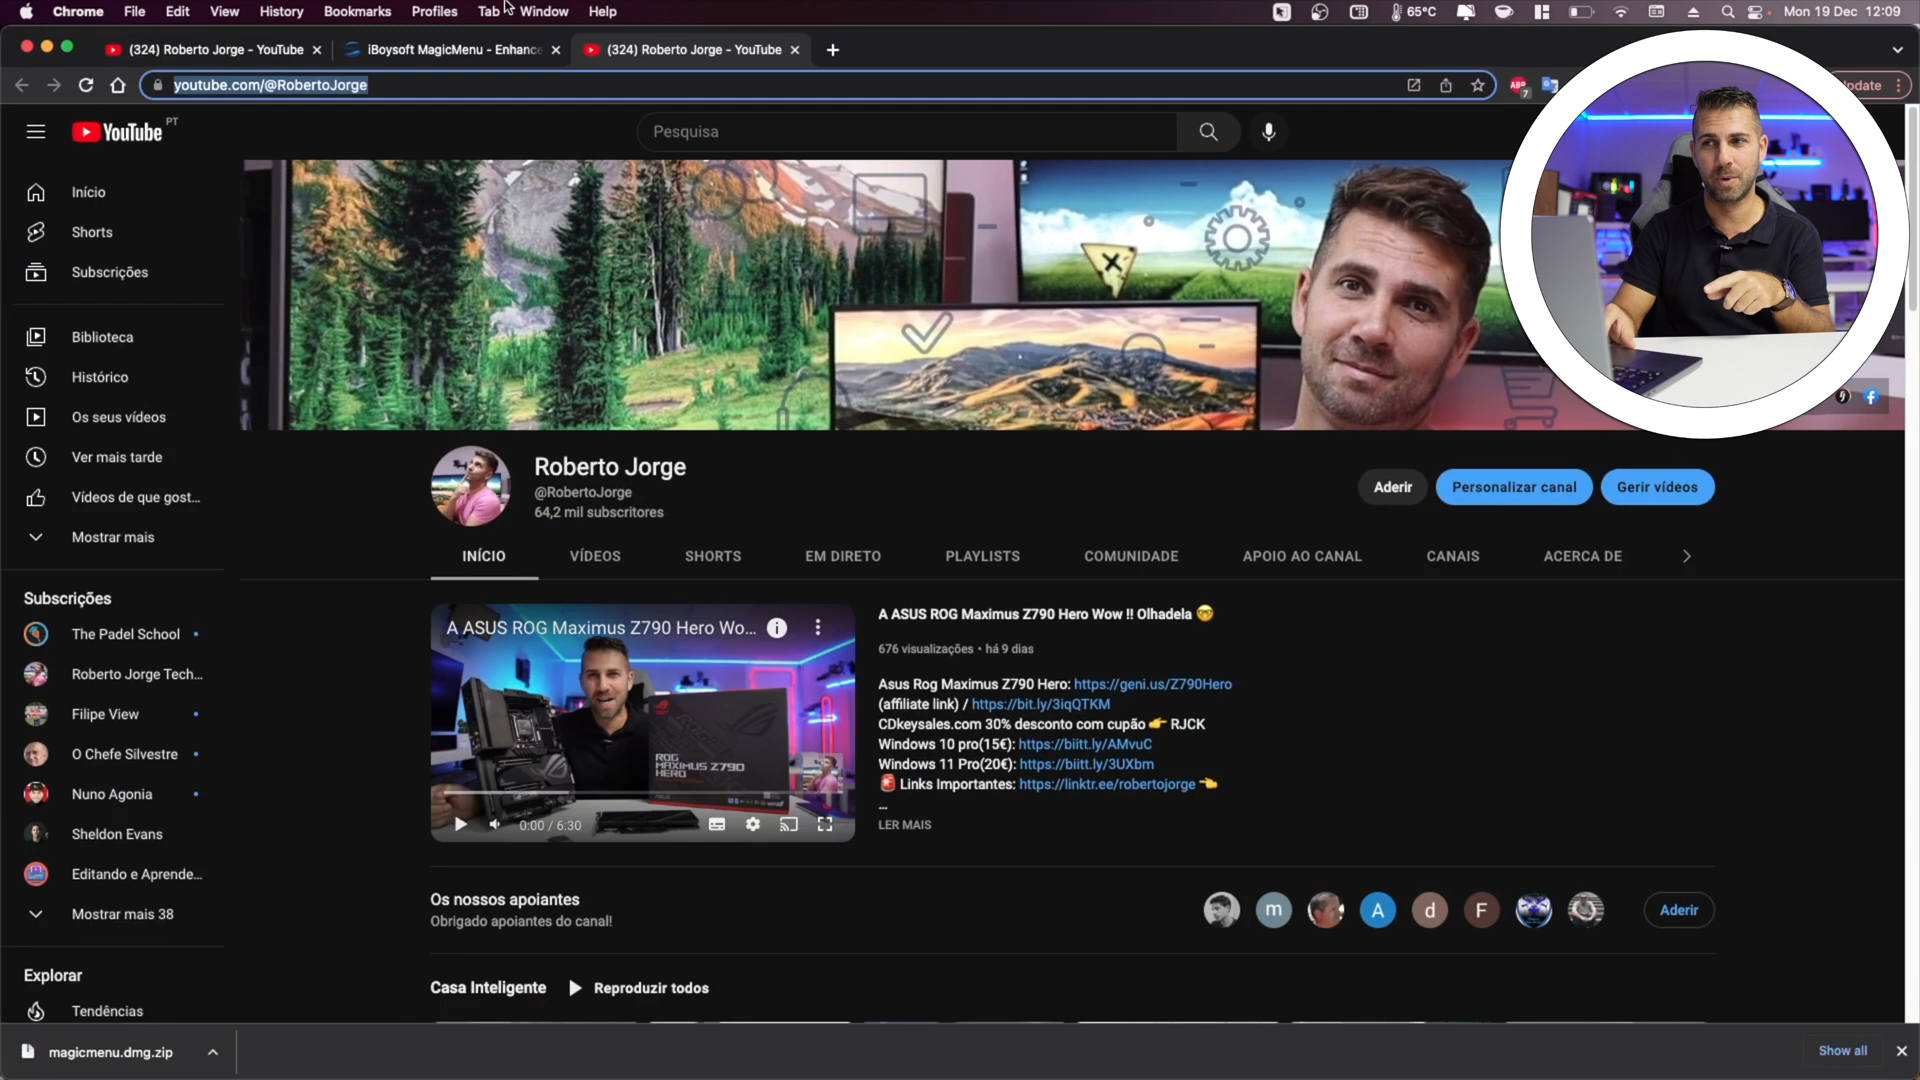 Chrome File Edit View History Bookmarks Profiles Tab Window Help 65°C Mon 19 Dec 12:09
(324) Roberto Jorge - YouTube iBoysoft MagicMenu - Enhance (324) Roberto Jorge - YouTube
youtube.com/@RobertoJorge ABP 7 pdate
YouTube PT Pesquisa
Início
Shorts
Subscrições
Biblioteca
Histórico
Os seus vídeos
Ver mais tarde
Vídeos de que gost...
Mostrar mais
Subscrições
The Padel School
Roberto Jorge Tech...
Filipe View
O Chefe Silvestre
Nuno Agonia
Sheldon Evans
Editando e Aprende...
Mostrar mais 38
Explorar
Tendências
Roberto Jorge
@RobertoJorge
64,2 mil subscritores
Aderir Personalizar canal Gerir vídeos
INÍCIO VÍDEOS SHORTS EM DIRETO PLAYLISTS COMUNIDADE APOIO AO CANAL CANAIS ACERCA DE
A ASUS ROG Maximus Z790 Hero Wo...
ROG
MAXIMUS Z790
HERO
0:00 / 6:30
A ASUS ROG Maximus Z790 Hero Wow !! Olhadela 🤓
676 visualizações • há 9 dias
Asus Rog Maximus Z790 Hero: https://geni.us/Z790Hero
(affiliate link) / https://bit.ly/3iqQTKM
CDkeysales.com 30% desconto com cupão 👉 RJCK
Windows 10 pro(15€): https://biitt.ly/AMvuC
Windows 11 Pro(20€): https://biitt.ly/3UXbm
🚨 Links Importantes: https://linktr.ee/robertojorge 👈
...
LER MAIS
Os nossos apoiantes
Obrigado apoiantes do canal!
m A d F Aderir
Casa Inteligente Reproduzir todos
magicmenu.dmg.zip Show all